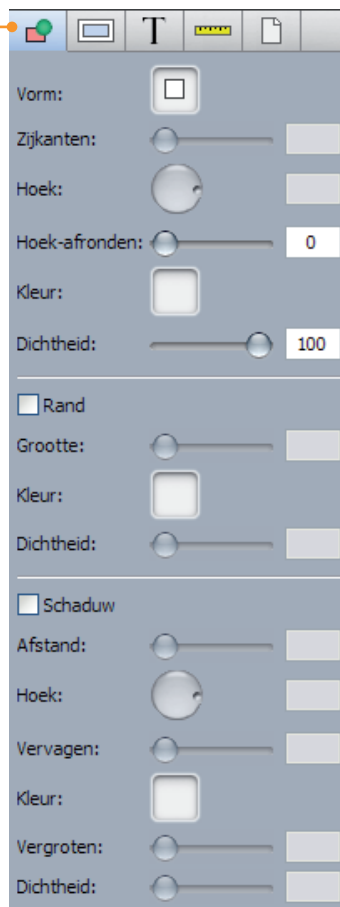 T
Vorm:
Zijkanten:
Hoek:
Hoek-afronden: 0
Kleur:
Dichtheid: 100
Rand
Grootte:
Kleur:
Dichtheid:
Schaduw
Afstand:
Hoek:
Vervagen:
Kleur:
Vergroten:
Dichtheid: